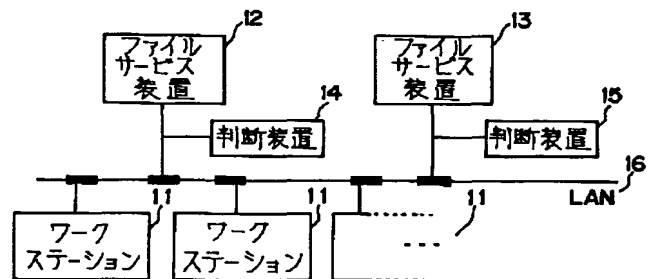 12
ファイル
サービス
装置
13
ファイル
サービス
装置
14
判断装置
15
判断装置
16
LAN
11
ワーク
ステーション
11
ワーク
ステーション
11